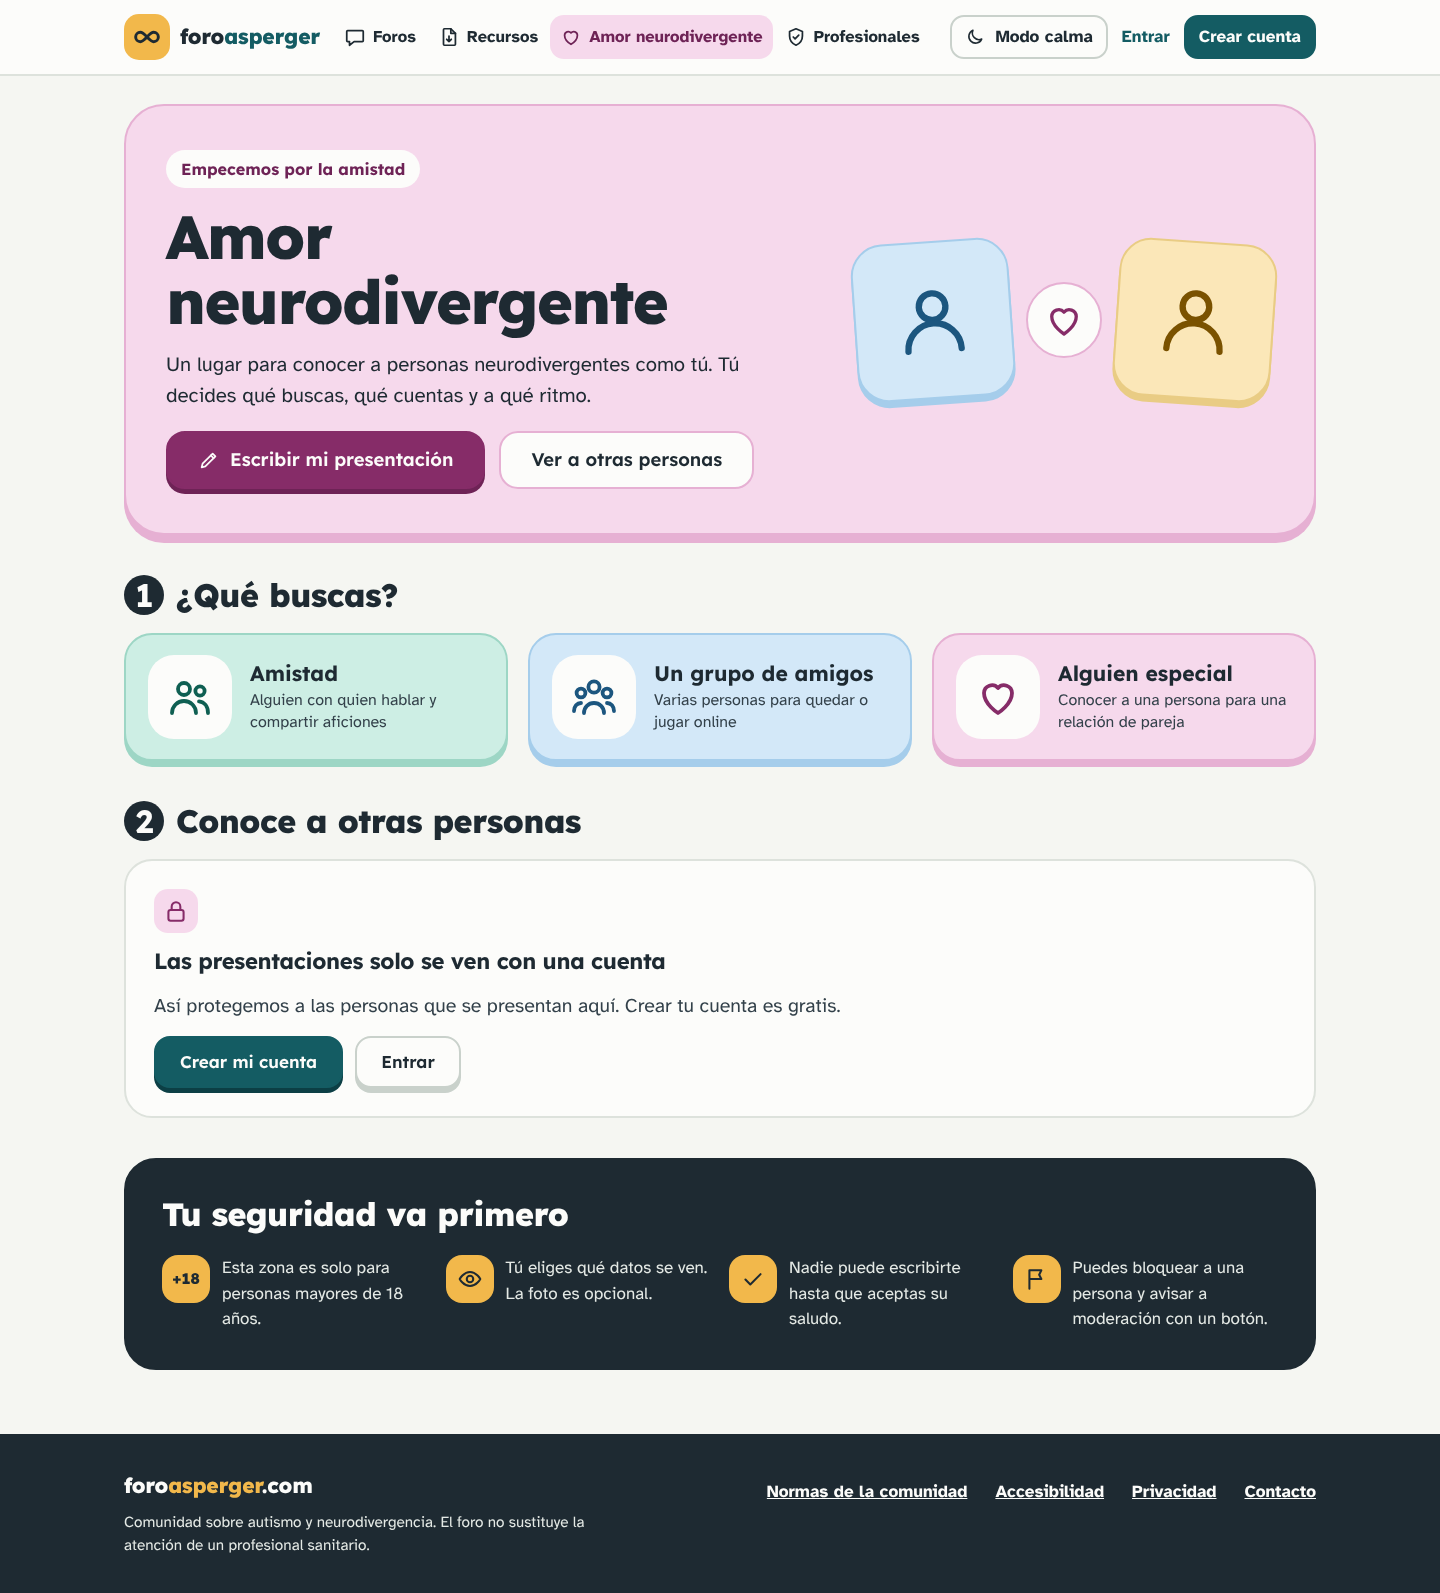 foroasperger
Foros
Recursos
Amor neurodivergente
Profesionales
Modo calma
Entrar
Crear cuenta
Empecemos por la amistad
Amor
neurodivergente
Un lugar para conocer a personas neurodivergentes como tú. Tú
decides qué buscas, qué cuentas y a qué ritmo.
Escribir mi presentación
Ver a otras personas
1 ¿Qué buscas?
Amistad
Alguien con quien hablar y
compartir aficiones
Un grupo de amigos
Varias personas para quedar o
jugar online
Alguien especial
Conocer a una persona para una
relación de pareja
2 Conoce a otras personas
Las presentaciones solo se ven con una cuenta
Así protegemos a las personas que se presentan aquí. Crear tu cuenta es gratis.
Crear mi cuenta
Entrar
Tu seguridad va primero
+18
Esta zona es solo para
personas mayores de 18
años.
Tú eliges qué datos se ven.
La foto es opcional.
Nadie puede escribirte
hasta que aceptas su
saludo.
Puedes bloquear a una
persona y avisar a
moderación con un botón.
foroasperger.com
Comunidad sobre autismo y neurodivergencia. El foro no sustituye la
atención de un profesional sanitario.
Normas de la comunidad
Accesibilidad
Privacidad
Contacto